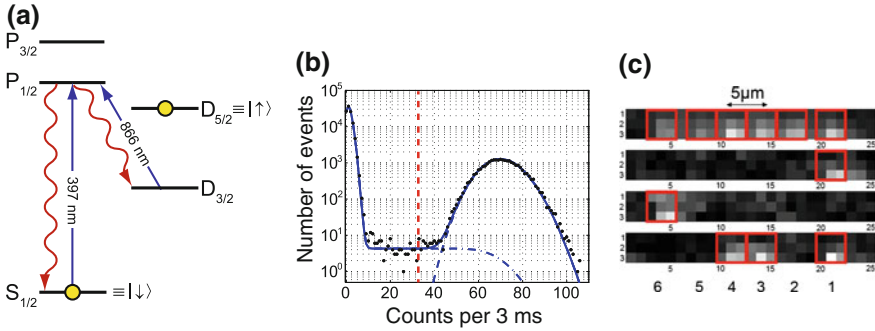 (a)
P3/2
P1/2
D5/2≡|↑⟩
866 nm
397 nm
D3/2
S1/2
≡|↓⟩
(b)
Number of events
10^5
10^4
10^3
10^2
10^1
10^0
0 20 40 60 80 100
Counts per 3 ms
(c)
5μm
1
2
3
5 10 15 20 25
1
2
3
5 10 15 20 25
1
2
3
5 10 15 20 25
1
2
3
5 10 15 20 25
6 5 4 3 2 1